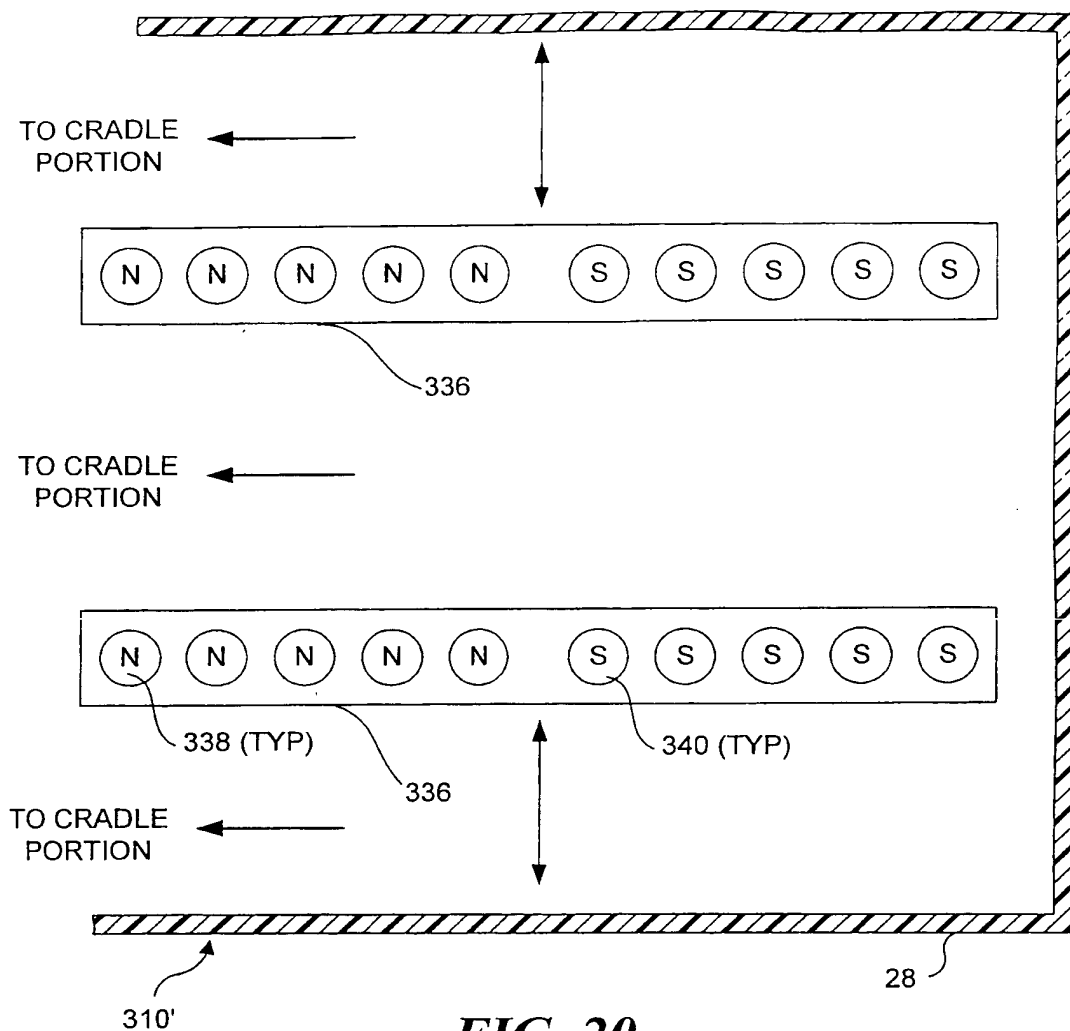 TO CRADLE
PORTION
N N N N N S S S S S
336
TO CRADLE
PORTION
N N N N N S S S S S
338 (TYP)
340 (TYP)
336
TO CRADLE
PORTION
28
310'
FIG. 20